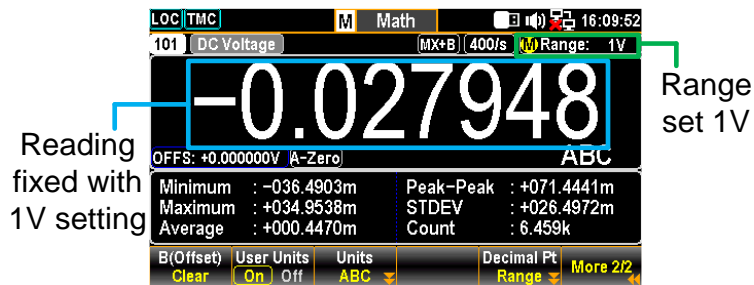 LOC TMC M Math 16:09:52
101 DC Voltage MX+B 400/s M Range: 1V
-0.027948
ABC
OFFS: +0.000000V A-Zero
Minimum : -036.4903m Peak-Peak : +071.4441m
Maximum : +034.9538m STDEV : +026.4972m
Average : +000.4470m Count : 6.459k
B(Offset) User Units Units Decimal Pt More 2/2
Clear On Off ABC Range
Reading
fixed with
1V setting
Range
set 1V